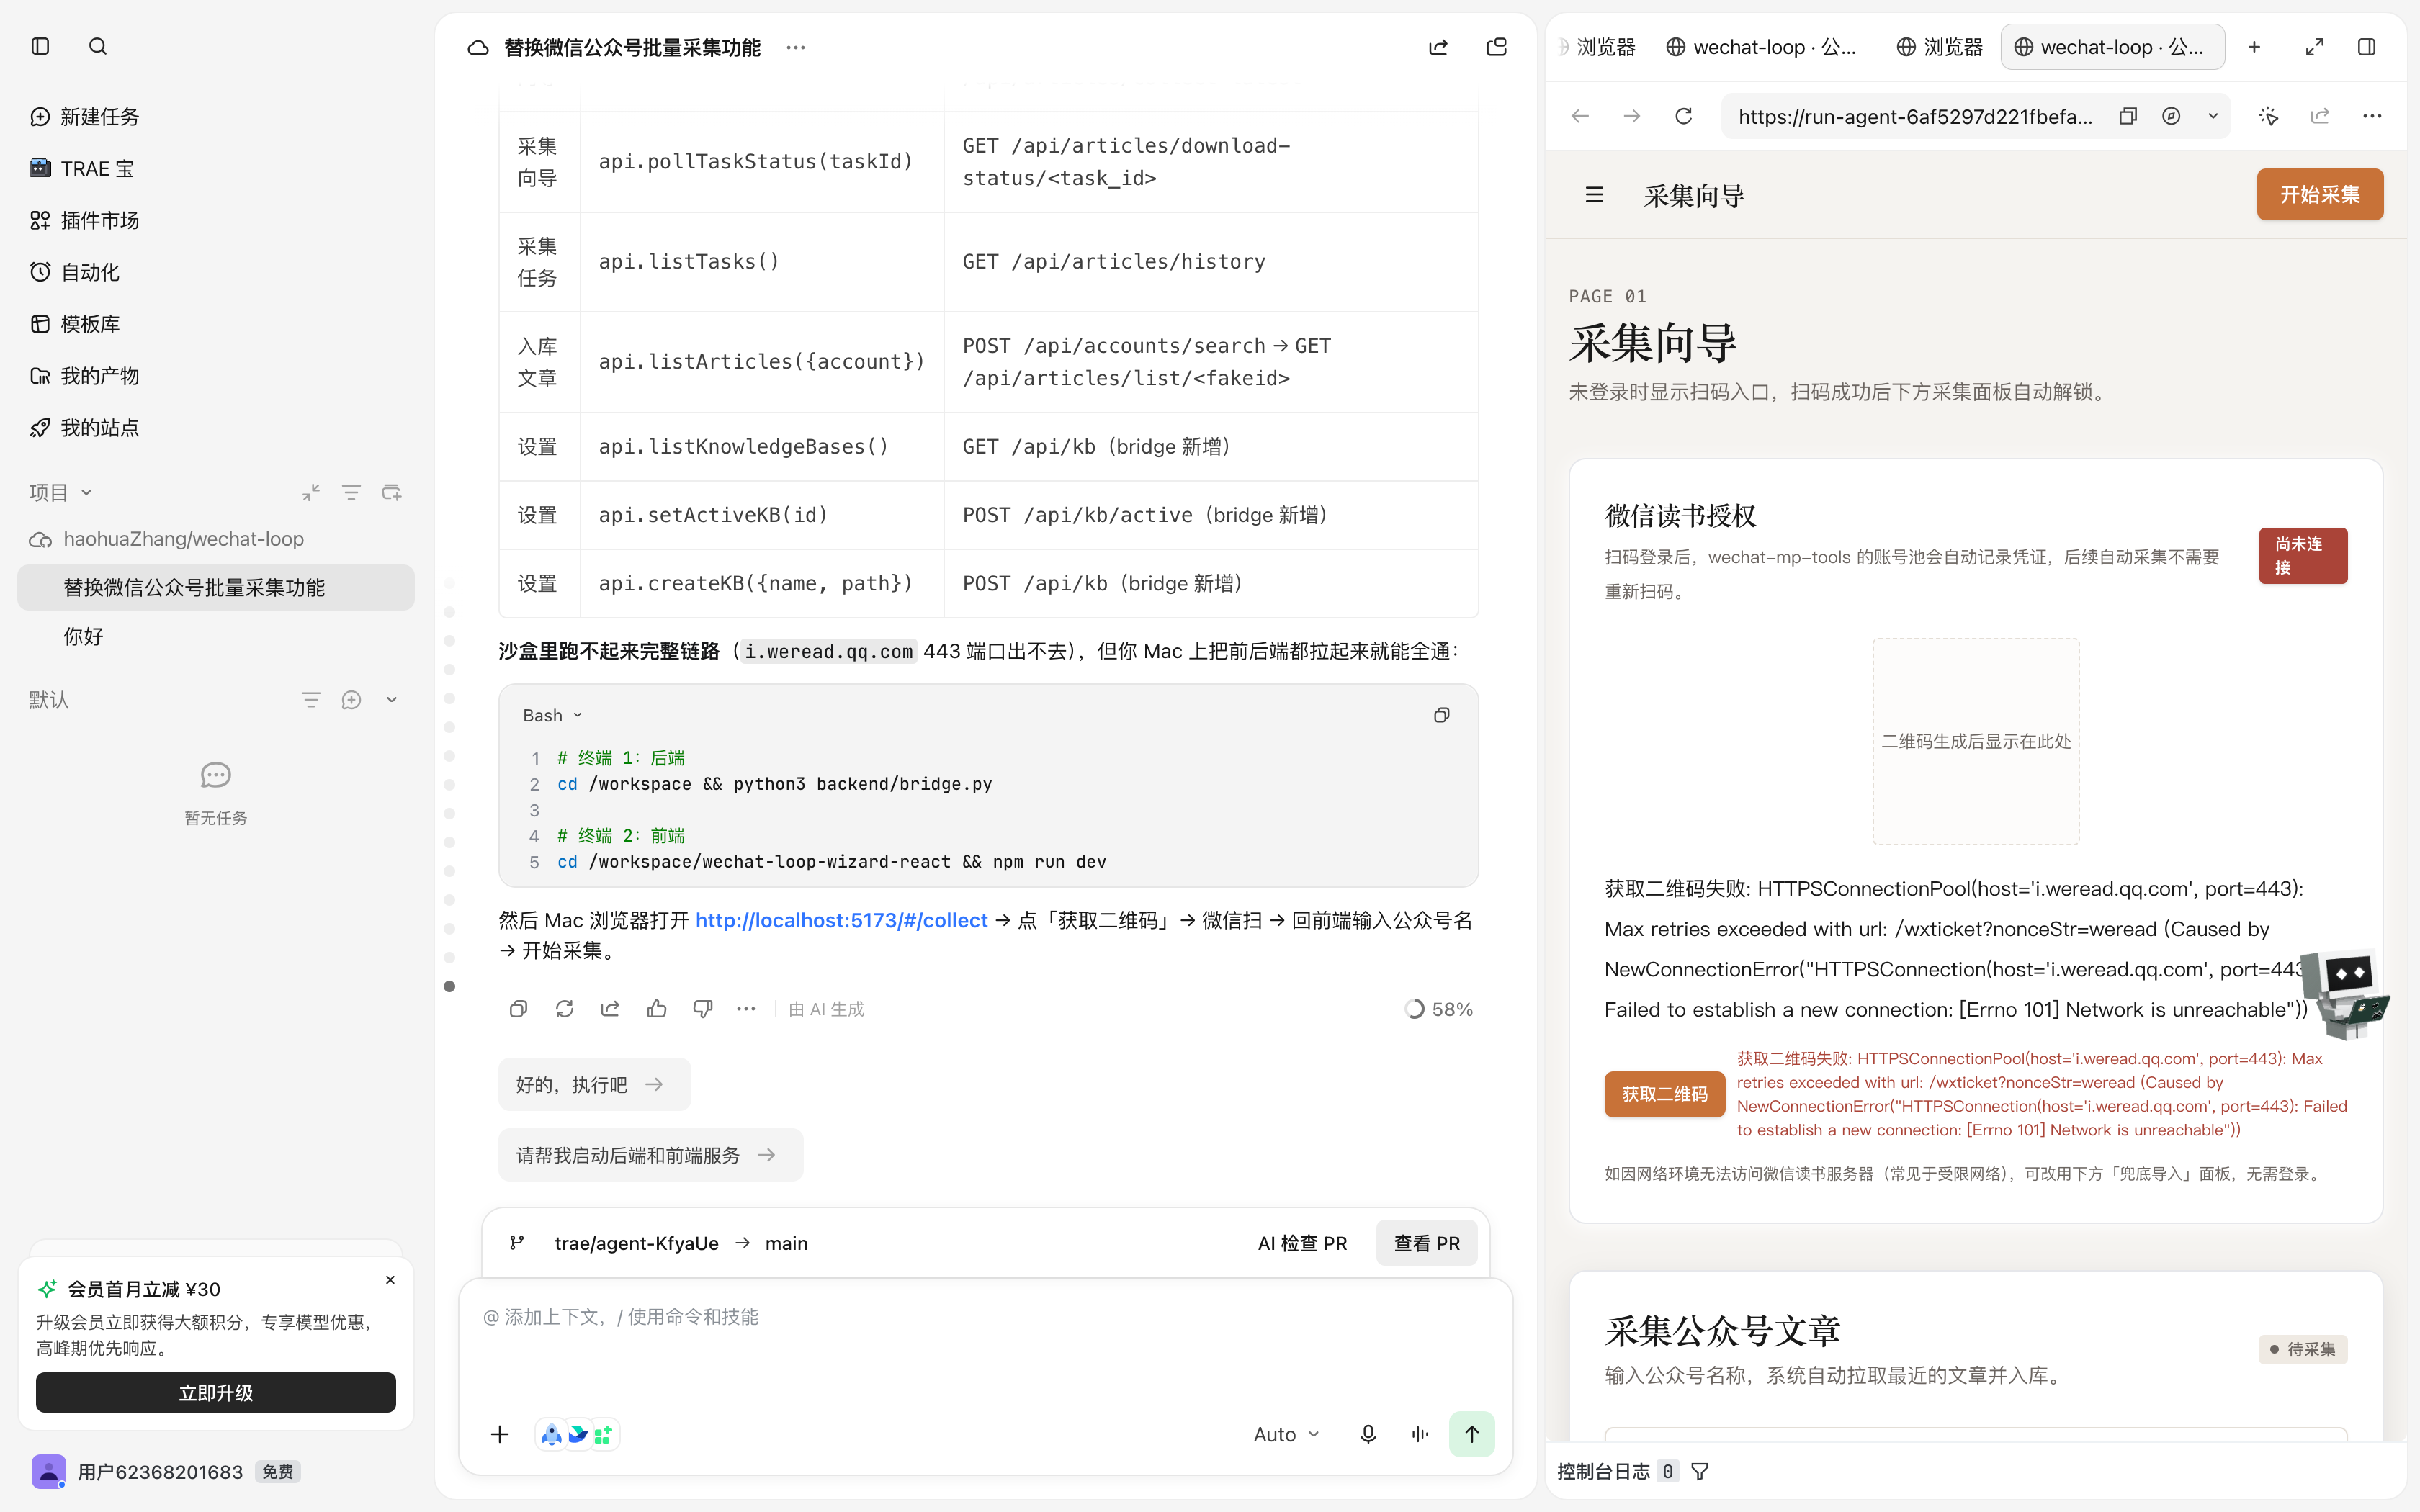 新建任务
TRAE 宝
插件市场
自动化
模板库
我的产物
我的站点
项目
haohuaZhang/wechat-loop
替换微信公众号批量采集功能
你好
默认
暂无任务
会员首月立减 ¥30
升级会员立即获得大额积分，专享模型优惠，
高峰期优先响应。
立即升级
用户62368201683 免费
替换微信公众号批量采集功能
采集
向导
api.pollTaskStatus(taskId)
GET /api/articles/download-
status/<task_id>
采集
任务
api.listTasks()
GET /api/articles/history
入库
文章
api.listArticles({account})
POST /api/accounts/search → GET
/api/articles/list/<fakeid>
设置
api.listKnowledgeBases()
GET /api/kb（bridge 新增）
设置
api.setActiveKB(id)
POST /api/kb/active（bridge 新增）
设置
api.createKB({name, path})
POST /api/kb（bridge 新增）
沙盒里跑不起来完整链路（i.weread.qq.com 443 端口出不去），但你 Mac 上把前后端都拉起来就能全通：
Bash
1 # 终端 1：后端
2 cd /workspace && python3 backend/bridge.py
3
4 # 终端 2：前端
5 cd /workspace/wechat-loop-wizard-react && npm run dev
然后 Mac 浏览器打开 http://localhost:5173/#/collect → 点「获取二维码」→ 微信扫 → 回前端输入公众号名
→ 开始采集。
由 AI 生成
58%
好的，执行吧 →
请帮我启动后端和前端服务 →
trae/agent-KfyaUe → main
AI 检查 PR
查看 PR
@ 添加上下文，/ 使用命令和技能
Auto
浏览器
wechat-loop · 公...
浏览器
wechat-loop · 公...
https://run-agent-6af5297d221fbefa...
采集向导
开始采集
PAGE 01
采集向导
未登录时显示扫码入口，扫码成功后下方采集面板自动解锁。
微信读书授权
扫码登录后，wechat-mp-tools 的账号池会自动记录凭证，后续自动采集不需要
重新扫码。
尚未连
接
二维码生成后显示在此处
获取二维码失败: HTTPSConnectionPool(host='i.weread.qq.com', port=443):
Max retries exceeded with url: /wxticket?nonceStr=weread (Caused by
NewConnectionError("HTTPSConnection(host='i.weread.qq.com', port=443
Failed to establish a new connection: [Errno 101] Network is unreachable"))
获取二维码
获取二维码失败: HTTPSConnectionPool(host='i.weread.qq.com', port=443): Max
retries exceeded with url: /wxticket?nonceStr=weread (Caused by
NewConnectionError("HTTPSConnection(host='i.weread.qq.com', port=443): Failed
to establish a new connection: [Errno 101] Network is unreachable"))
如因网络环境无法访问微信读书服务器（常见于受限网络），可改用下方「兜底导入」面板，无需登录。
采集公众号文章
输入公众号名称，系统自动拉取最近的文章并入库。
待采集
控制台日志 0